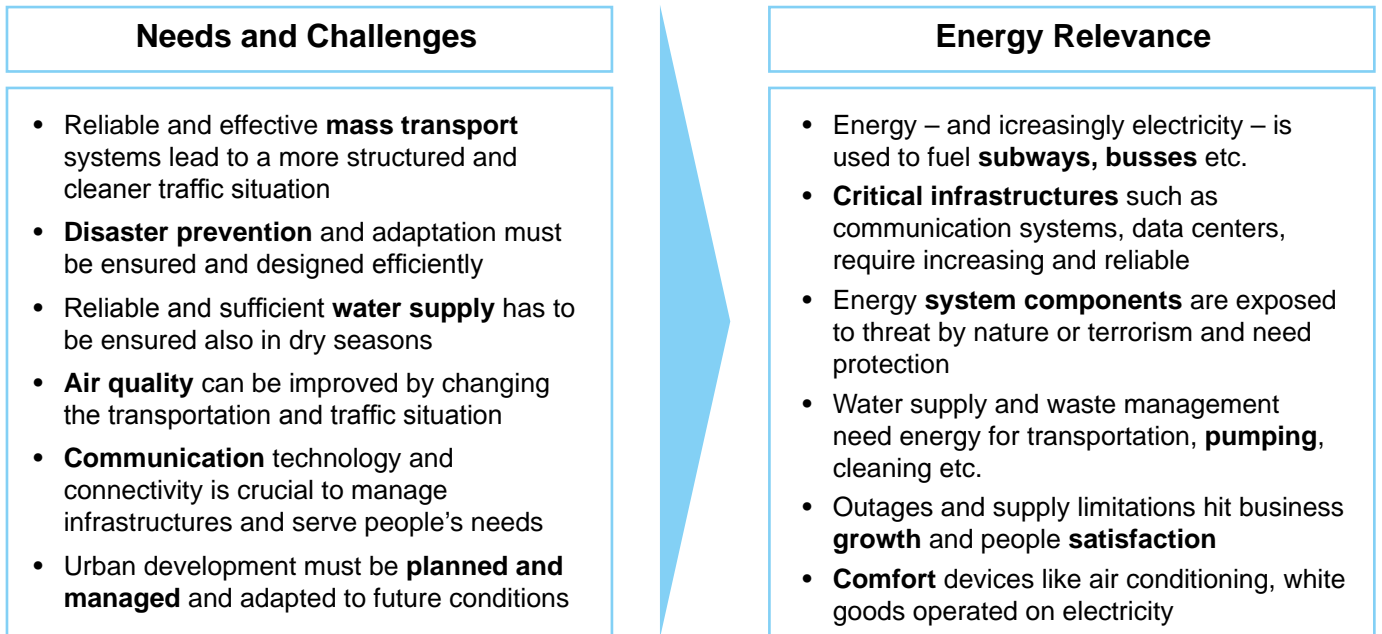 Needs and Challenges
• Reliable and effective mass transport
systems lead to a more structured and
cleaner traffic situation
• Disaster prevention and adaptation must
be ensured and designed efficiently
• Reliable and sufficient water supply has to
be ensured also in dry seasons
• Air quality can be improved by changing
the transportation and traffic situation
• Communication technology and
connectivity is crucial to manage
infrastructures and serve people’s needs
• Urban development must be planned and
managed and adapted to future conditions
Energy Relevance
• Energy – and icreasingly electricity – is
used to fuel subways, busses etc.
• Critical infrastructures such as
communication systems, data centers,
require increasing and reliable
• Energy system components are exposed
to threat by nature or terrorism and need
protection
• Water supply and waste management
need energy for transportation, pumping,
cleaning etc.
• Outages and supply limitations hit business
growth and people satisfaction
• Comfort devices like air conditioning, white
goods operated on electricity